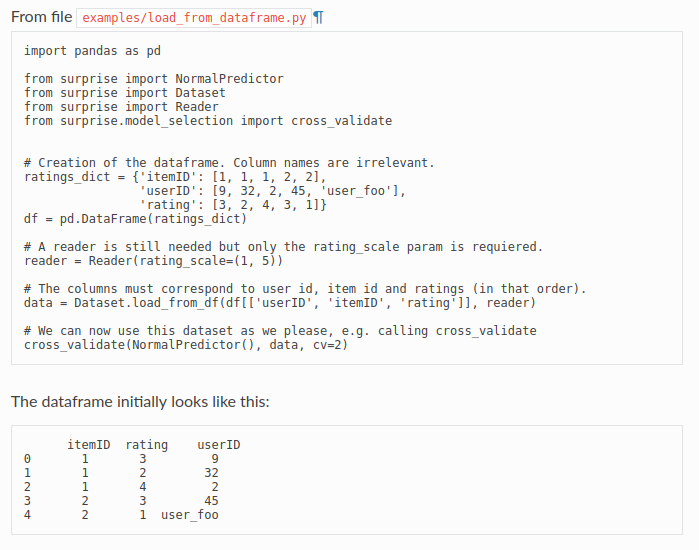 From file examples/load_from_dataframe.py¶
import pandas as pd
from surprise import NormalPredictor
from surprise import Dataset
from surprise import Reader
from surprise.model_selection import cross_validate
# Creation of the dataframe. Column names are irrelevant.
ratings_dict = {'itemID': [1, 1, 1, 2, 2],
                'userID': [9, 32, 2, 45, 'user_foo'],
                'rating': [3, 2, 4, 3, 1]}
df = pd.DataFrame(ratings_dict)
# A reader is still needed but only the rating_scale param is requiered.
reader = Reader(rating_scale=(1, 5))
# The columns must correspond to user id, item id and ratings (in that order).
data = Dataset.load_from_df(df[['userID', 'itemID', 'rating']], reader)
# We can now use this dataset as we please, e.g. calling cross_validate
cross_validate(NormalPredictor(), data, cv=2)
The dataframe initially looks like this:
      itemID  rating    userID
0       1       3         9
1       1       2        32
2       1       4         2
3       2       3        45
4       2       1  user_foo